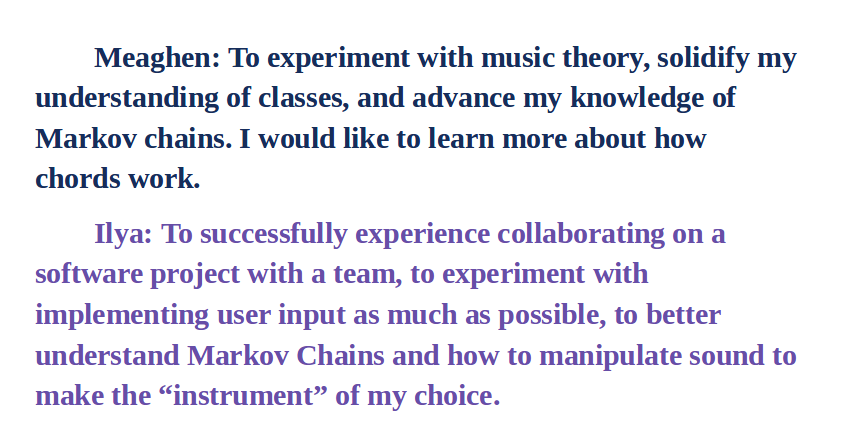 Meaghen: To experiment with music theory, solidify my
understanding of classes, and advance my knowledge of
Markov chains. I would like to learn more about how
chords work.
Ilya: To successfully experience collaborating on a
software project with a team, to experiment with
implementing user input as much as possible, to better
understand Markov Chains and how to manipulate sound to
make the “instrument” of my choice.